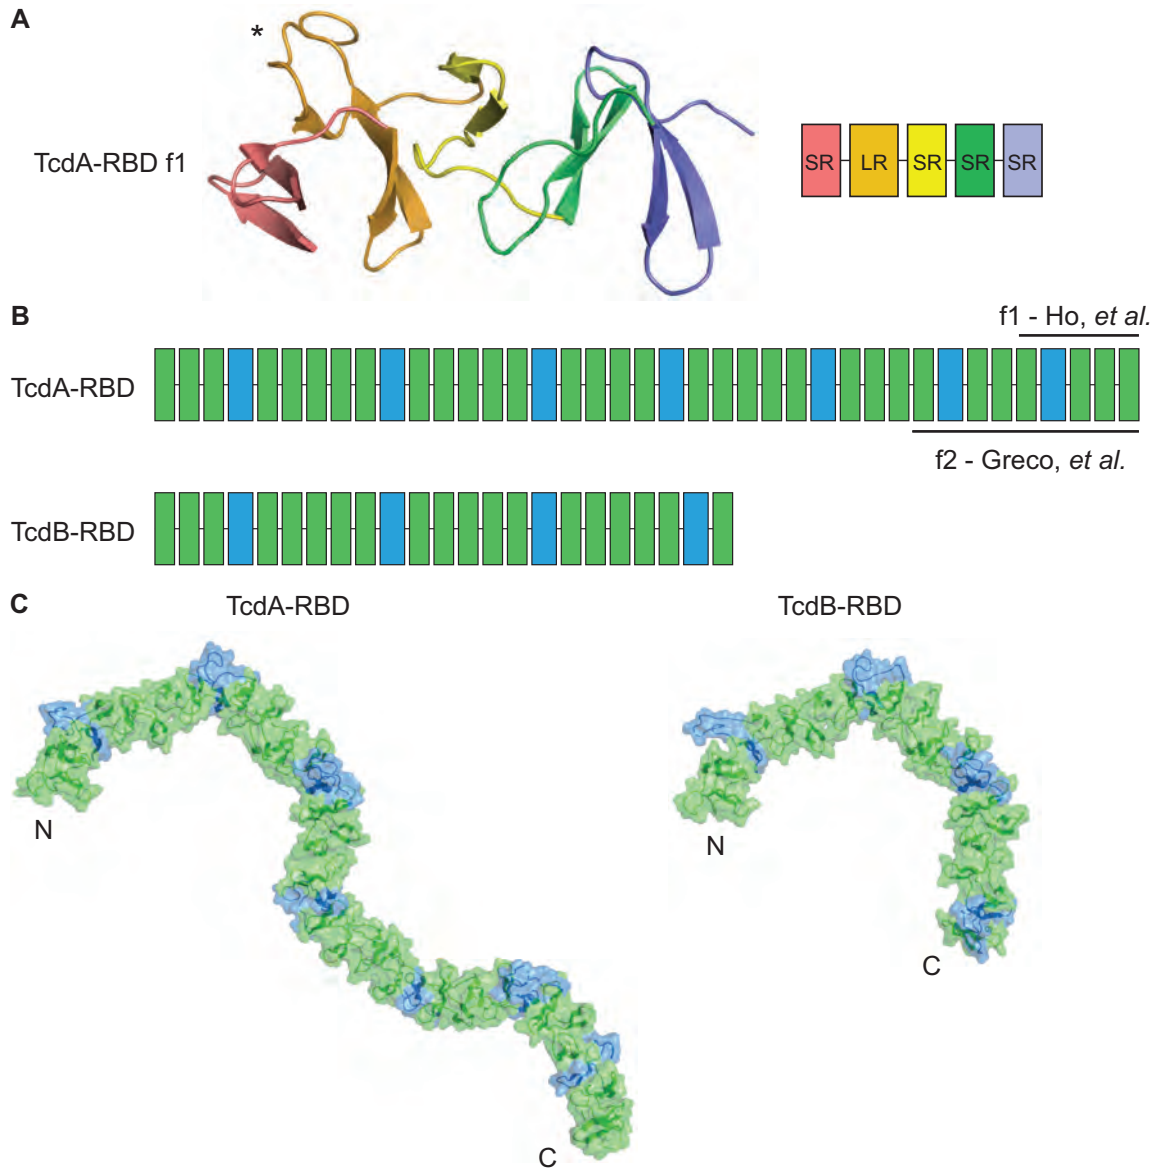 A
*
TcdA-RBD f1
SR LR SR SR SR
B
f1 - Ho, et al.
TcdA-RBD
f2 - Greco, et al.
TcdB-RBD
C
TcdA-RBD
TcdB-RBD
N
N
C
C